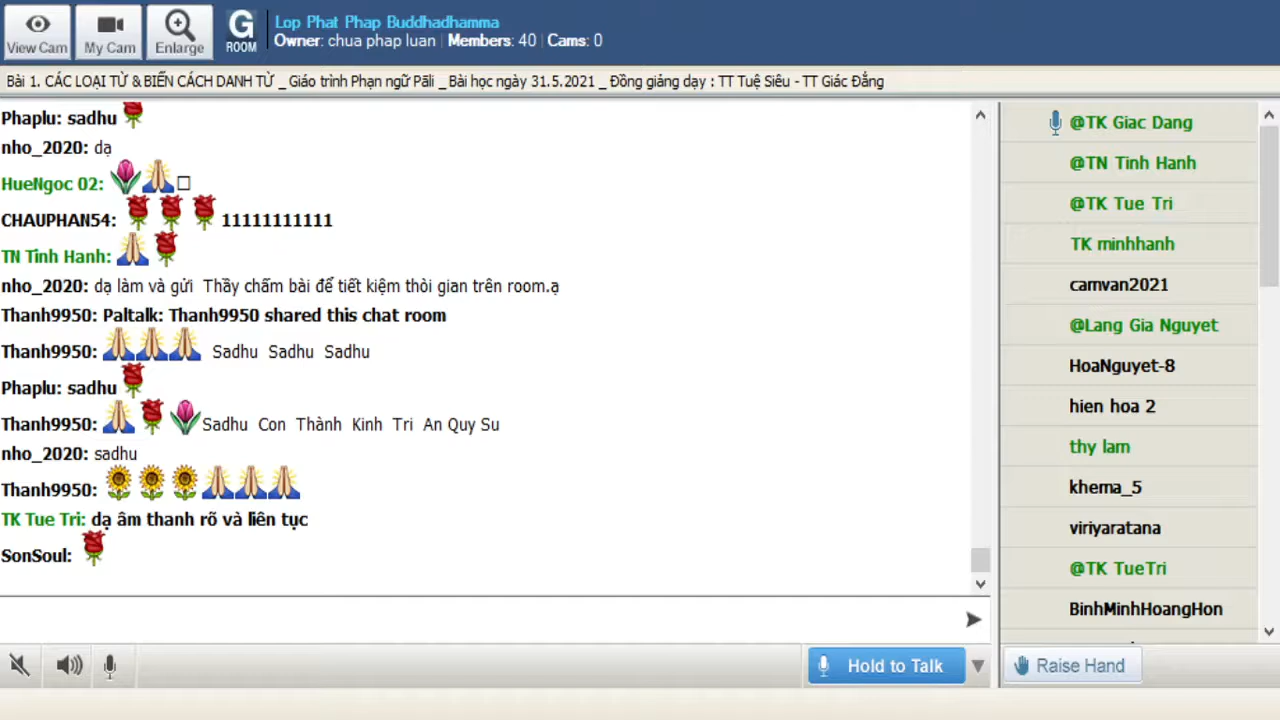 View Cam
My Cam
Enlarge
G
ROOM
Lop Phat Phap Buddhadhamma
Owner: chua phap luan | Members: 40 | Cams: 0
Bài 1. CÁC LOẠI TỪ & BIẾN CÁCH DANH TỪ _ Giáo trình Phạn ngữ Pāli _ Bài học ngày 31.5.2021 _ Đồng giảng dạy : TT Tuệ Siêu - TT Giác Đẳng
Phaplu: sadhu
nho_2020: dạ
HueNgoc 02:
CHAUPHAN54: 11111111111
TN Tinh Hanh:
nho_2020: dạ làm và gửi Thầy chấm bài để tiết kiệm thòi gian trên room.ạ
Thanh9950: Paltalk: Thanh9950 shared this chat room
Thanh9950: Sadhu Sadhu Sadhu
Phaplu: sadhu
Thanh9950: Sadhu Con Thành Kinh Tri An Quy Su
nho_2020: sadhu
Thanh9950:
TK Tue Tri: dạ âm thanh rõ và liên tục
SonSoul:
@TK Giac Dang
@TN Tinh Hanh
@TK Tue Tri
TK minhhanh
camvan2021
@Lang Gia Nguyet
HoaNguyet-8
hien hoa 2
thy lam
khema_5
viriyaratana
@TK TueTri
BinhMinhHoangHon
Hold to Talk
Raise Hand